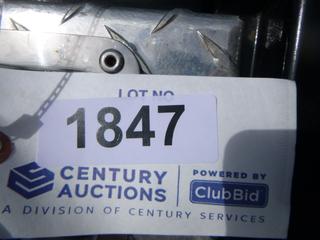 LOT NO.
1847
CENTURY
AUCTIONS
POWERED BY
ClubBid
A DIVISION OF CENTURY SERVICES